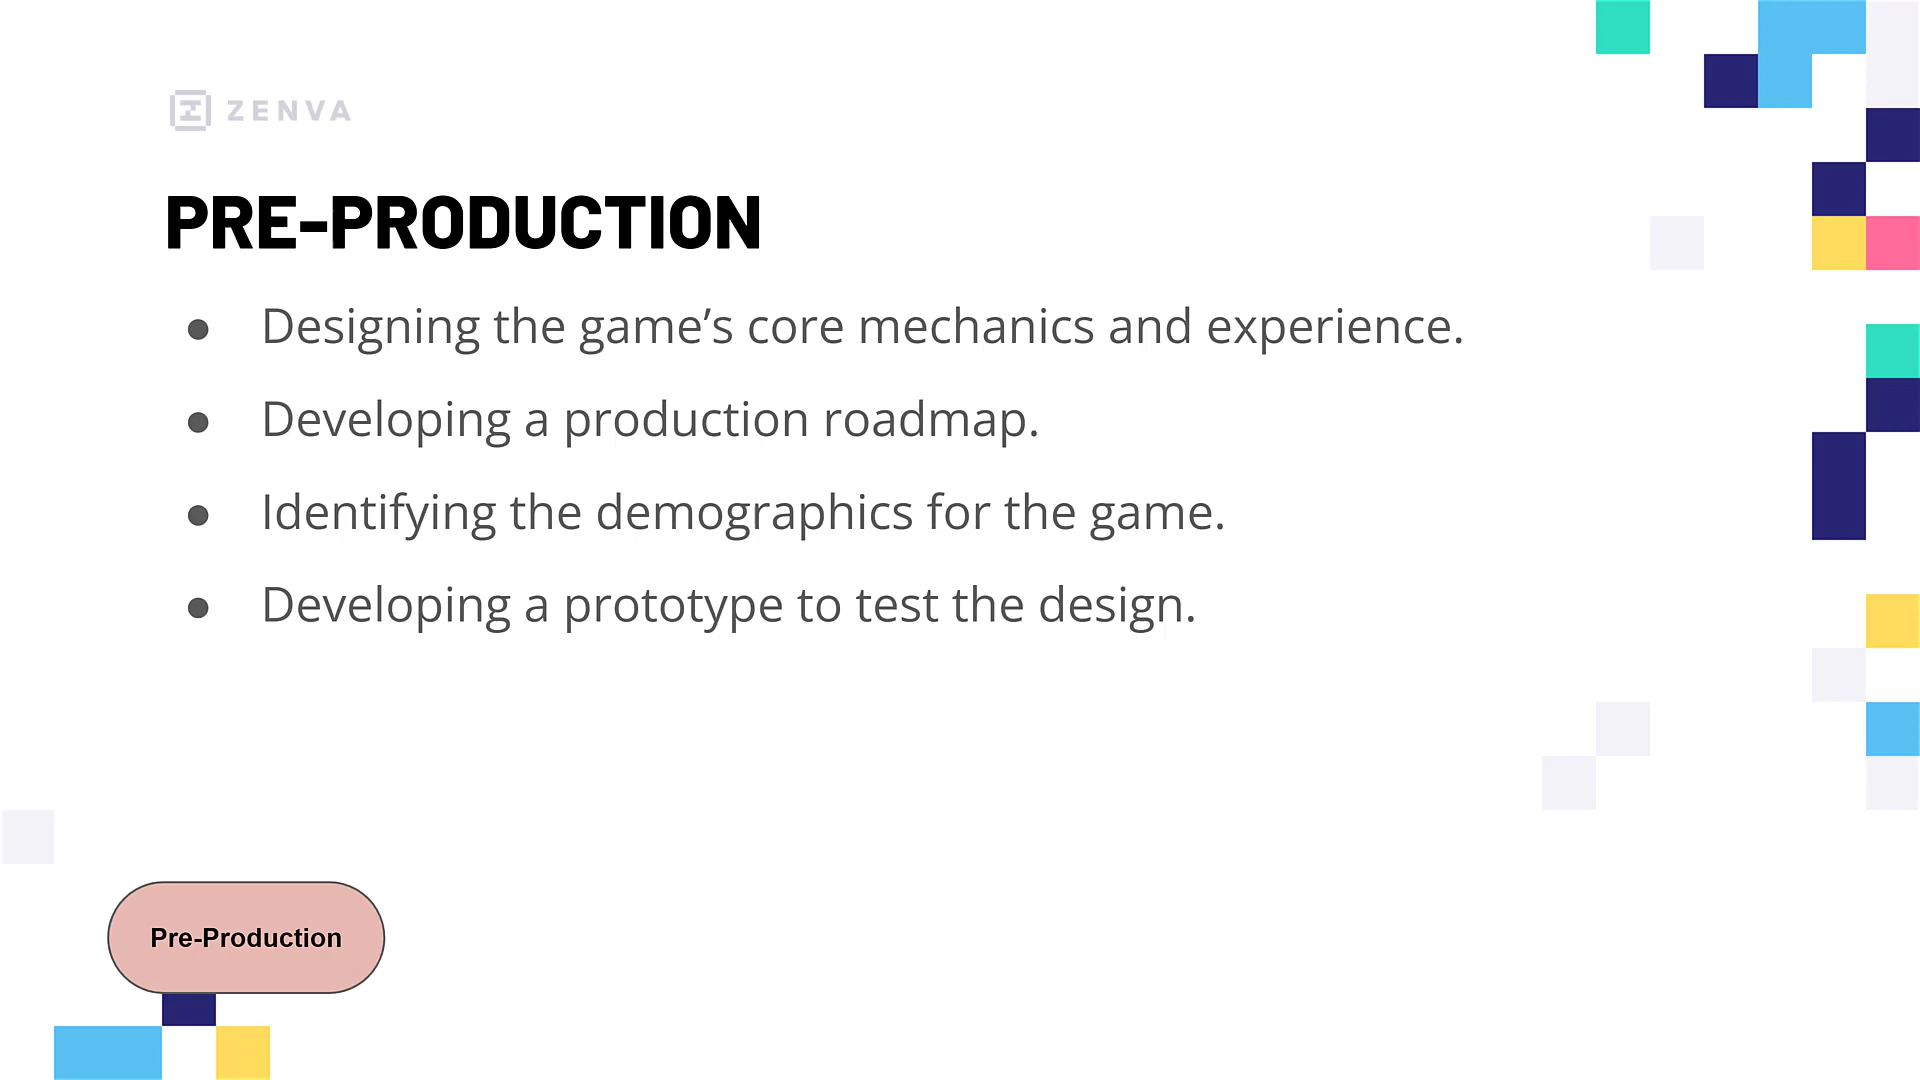 ZENVA
PRE-PRODUCTION
● Designing the game’s core mechanics and experience.
● Developing a production roadmap.
● Identifying the demographics for the game.
● Developing a prototype to test the design.
Pre-Production